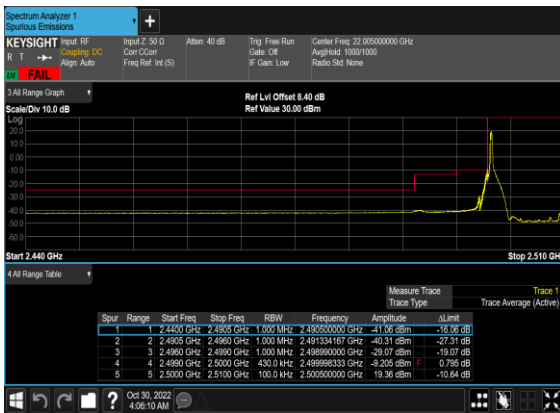 Spectrum Analyzer 1
Spurious Emissions
+
KEYSIGHT Input: RF Input Z: 50 Ω Atten: 40 dB Trig: Free Run Center Freq: 22.005000000 GHz
R T Coupling: DC Corr CCorr Gate: Off Avg|Hold: 1000/1000
Align: Auto Freq Ref: Int (S) IF Gain: Low Radio Std: None
LV FAIL
3 All Range Graph
Ref Lvl Offset 8.40 dB
Scale/Div 10.0 dB Ref Value 30.00 dBm
Log
20.0
10.0
0.00
-10.0
-20.0
-30.0
-40.0
-50.0
-60.0
Start 2.440 GHz Stop 2.510 GH
4 All Range Table
Measure Trace Trace 1
Trace Type Trace Average (Active)
Spur Range Start Freq Stop Freq RBW Frequency Amplitude ΔLimit
1 1 2.4400 GHz 2.4905 GHz 1.000 MHz 2.490500000 GHz -41.06 dBm -16.06 dB
2 2 2.4905 GHz 2.4960 GHz 1.000 MHz 2.491334167 GHz -40.31 dBm -27.31 dB
3 3 2.4960 GHz 2.4990 GHz 1.000 MHz 2.498990000 GHz -29.07 dBm -19.07 dB
4 4 2.4990 GHz 2.5000 GHz 430.0 kHz 2.499998333 GHz -9.205 dBm F 0.795 dB
5 5 2.5000 GHz 2.5100 GHz 100.0 kHz 2.500500000 GHz 19.36 dBm -10.64 dB
? Oct 30, 2022
4:06:10 AM